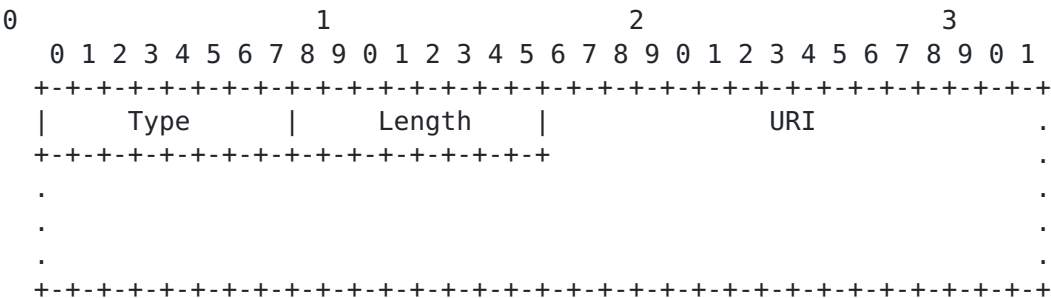 0                   1                   2                   3
   0 1 2 3 4 5 6 7 8 9 0 1 2 3 4 5 6 7 8 9 0 1 2 3 4 5 6 7 8 9 0 1
  +-+-+-+-+-+-+-+-+-+-+-+-+-+-+-+-+-+-+-+-+-+-+-+-+-+-+-+-+-+-+-+-+
  |     Type      |     Length    |              URI              .
  +-+-+-+-+-+-+-+-+-+-+-+-+-+-+-+-+                               .
  .                                                               .
  .                                                               .
  .                                                               .
  +-+-+-+-+-+-+-+-+-+-+-+-+-+-+-+-+-+-+-+-+-+-+-+-+-+-+-+-+-+-+-+-+